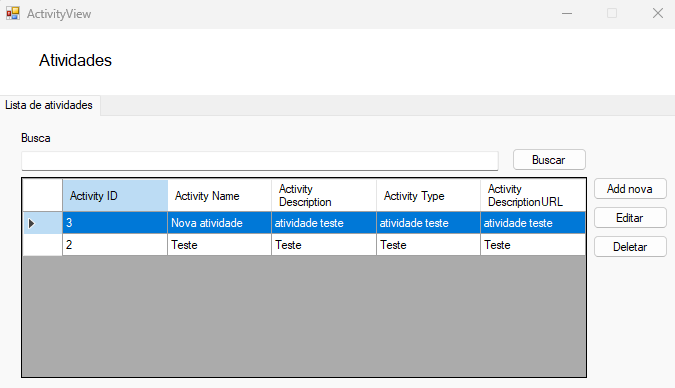 ActivityView
Atividades
Lista de atividades
Busca
Buscar
Activity ID Activity Name Activity Description Activity Type Activity DescriptionURL
3 Nova atividade atividade teste atividade teste atividade teste
2 Teste Teste Teste Teste
Add nova
Editar
Deletar